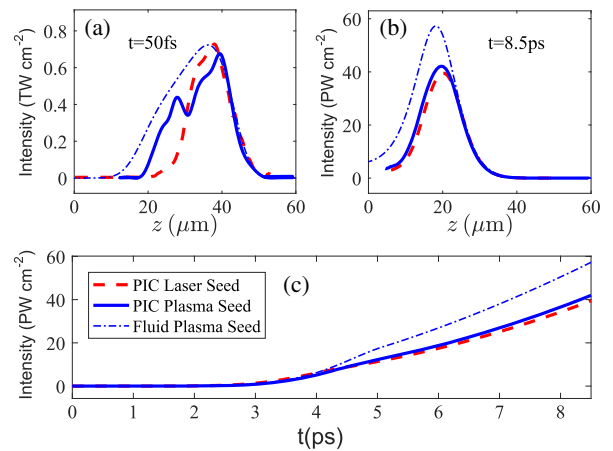 (a)
t=50fs
Intensity (TW cm⁻²)
0.8
0.6
0.4
0.2
0
0 20 40 60
z (μm)
(b)
t=8.5ps
Intensity (PW cm⁻²)
60
40
20
0
0 20 40 60
z (μm)
(c)
PIC Laser Seed
PIC Plasma Seed
Fluid Plasma Seed
Intensity (PW cm⁻²)
60
40
20
0
0 1 2 3 4 5 6 7 8
t(ps)